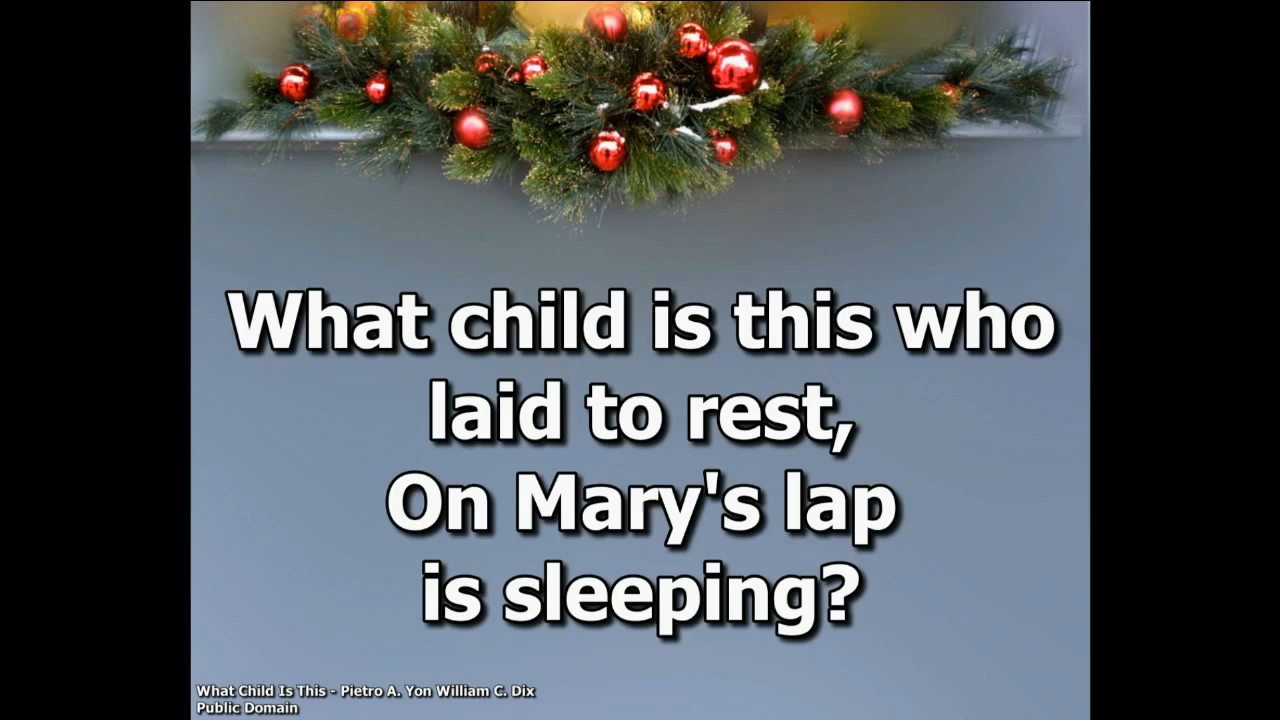 What child is this who
laid to rest,
On Mary's lap
is sleeping?
What Child Is This - Pietro A. Yon William C. Dix
Public Domain